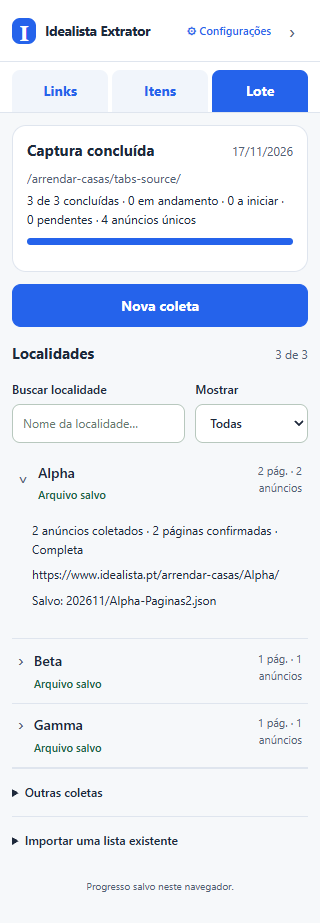 I Idealista Extrator ⚙ Configurações ›
Links Itens Lote
Captura concluída 17/11/2026
/arrendar-casas/tabs-source/
3 de 3 concluídas · 0 em andamento · 0 a iniciar ·
0 pendentes · 4 anúncios únicos
Nova coleta
Localidades 3 de 3
Buscar localidade Mostrar
Nome da localidade... Todas
Alpha 2 pág. · 2
Arquivo salvo anúncios
2 anúncios coletados · 2 páginas confirmadas ·
Completa
https://www.idealista.pt/arrendar-casas/Alpha/
Salvo: 202611/Alpha-Paginas2.json
Beta 1 pág. · 1
Arquivo salvo anúncios
Gamma 1 pág. · 1
Arquivo salvo anúncios
Outras coletas
Importar uma lista existente
Progresso salvo neste navegador.